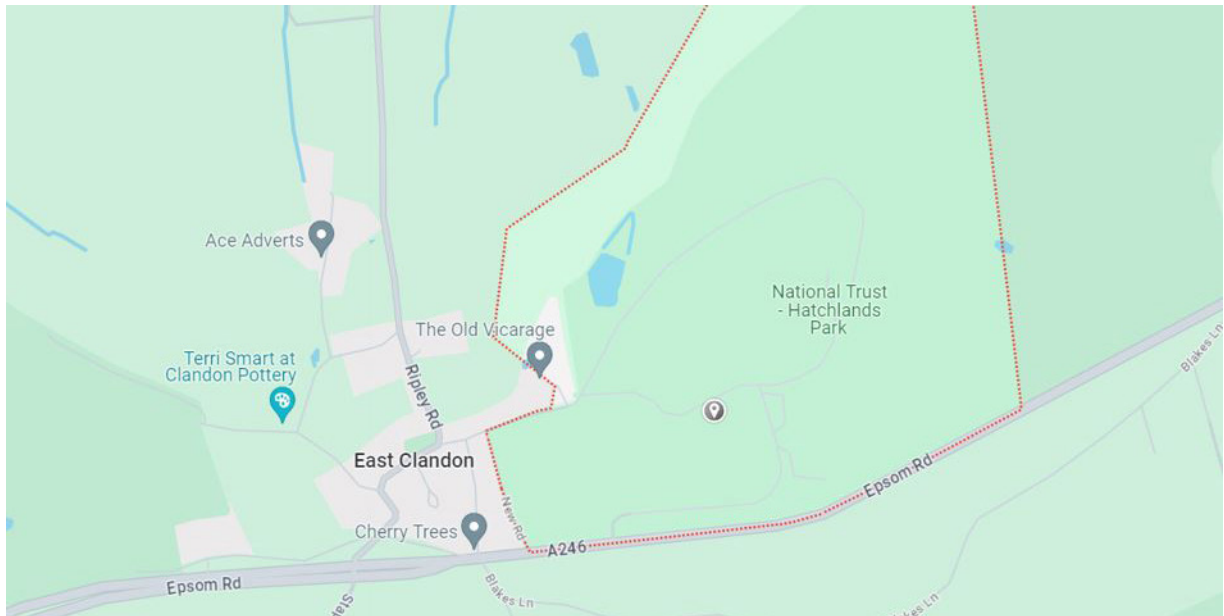 Ace Adverts
National Trust
- Hatchlands
Park
The Old Vicarage
Terri Smart at
Clandon Pottery
Ripley Rd
Blakes Ln
East Clandon
Epsom Rd
New Rd
Cherry Trees
A246
Epsom Rd
Blakes Ln
Blakes Ln